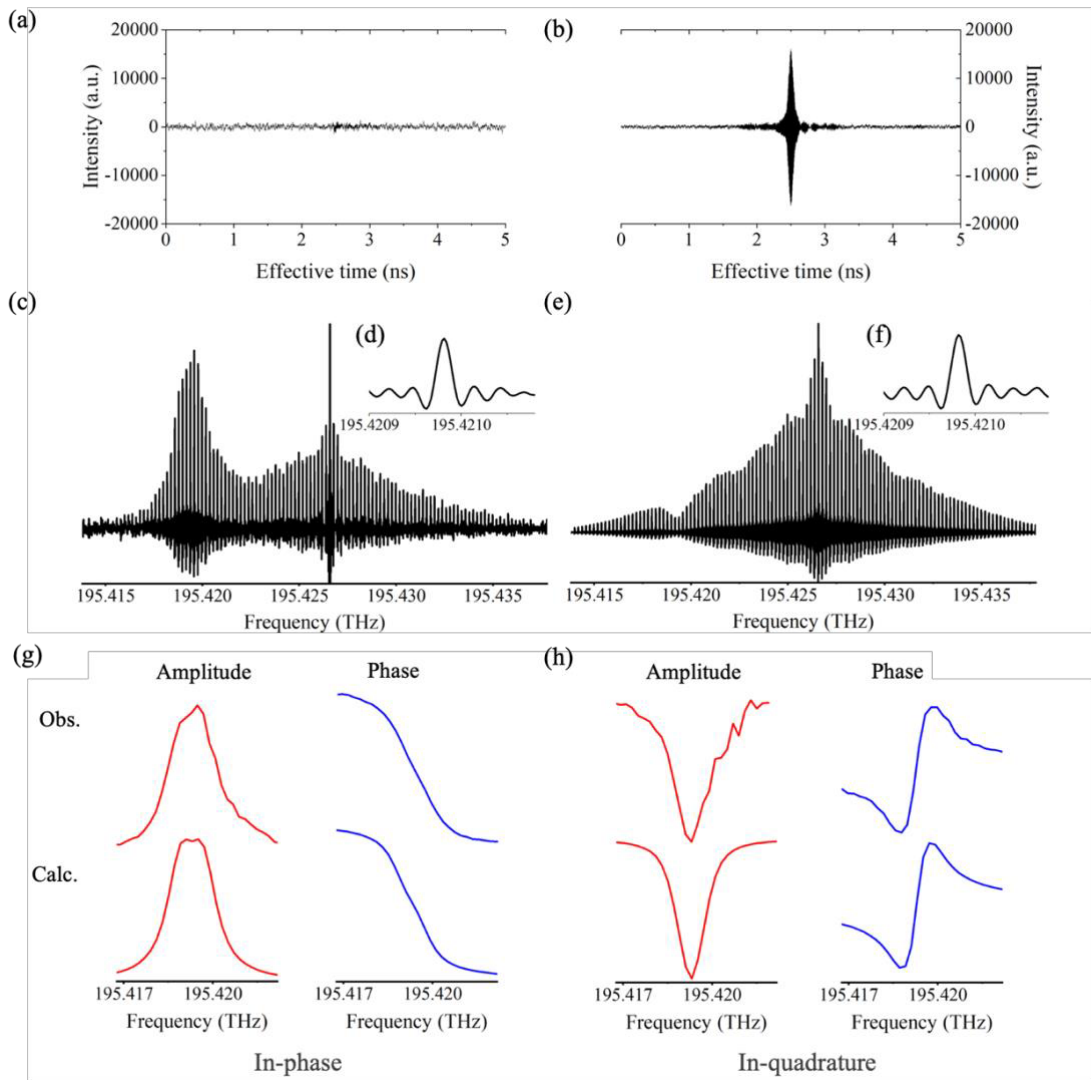 (a)
(b)
20000
10000
0
-10000
-20000
Intensity (a.u.)
0 1 2 3 4 5
Effective time (ns)
20000
10000
0
-10000
-20000
Intensity (a.u.)
0 1 2 3 4 5
Effective time (ns)
(c)
(d)
195.4209 195.4210
195.415 195.420 195.425 195.430 195.435
Frequency (THz)
(e)
(f)
195.4209 195.4210
195.415 195.420 195.425 195.430 195.435
Frequency (THz)
(g)
Amplitude Phase
Obs.
Calc.
195.417 195.420 195.417 195.420
Frequency (THz) Frequency (THz)
In-phase
(h)
Amplitude Phase
195.417 195.420 195.417 195.420
Frequency (THz) Frequency (THz)
In-quadrature